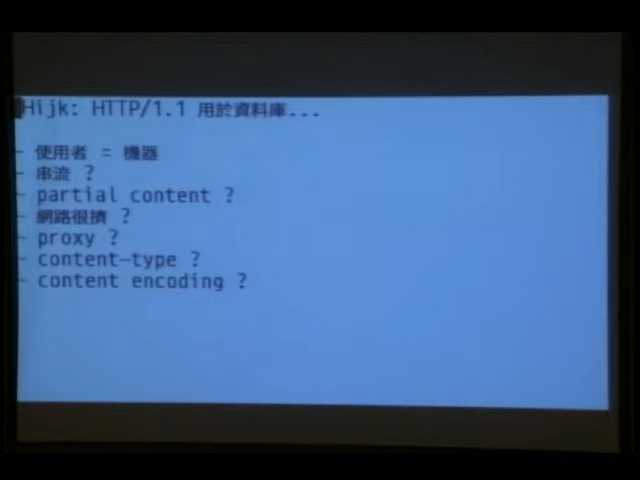 Hijk: HTTP/1.1 用於資料庫...
- 使用者 = 機器
- 串流 ?
- partial content ?
- 網路很擠 ?
- proxy ?
- content-type ?
- content encoding ?